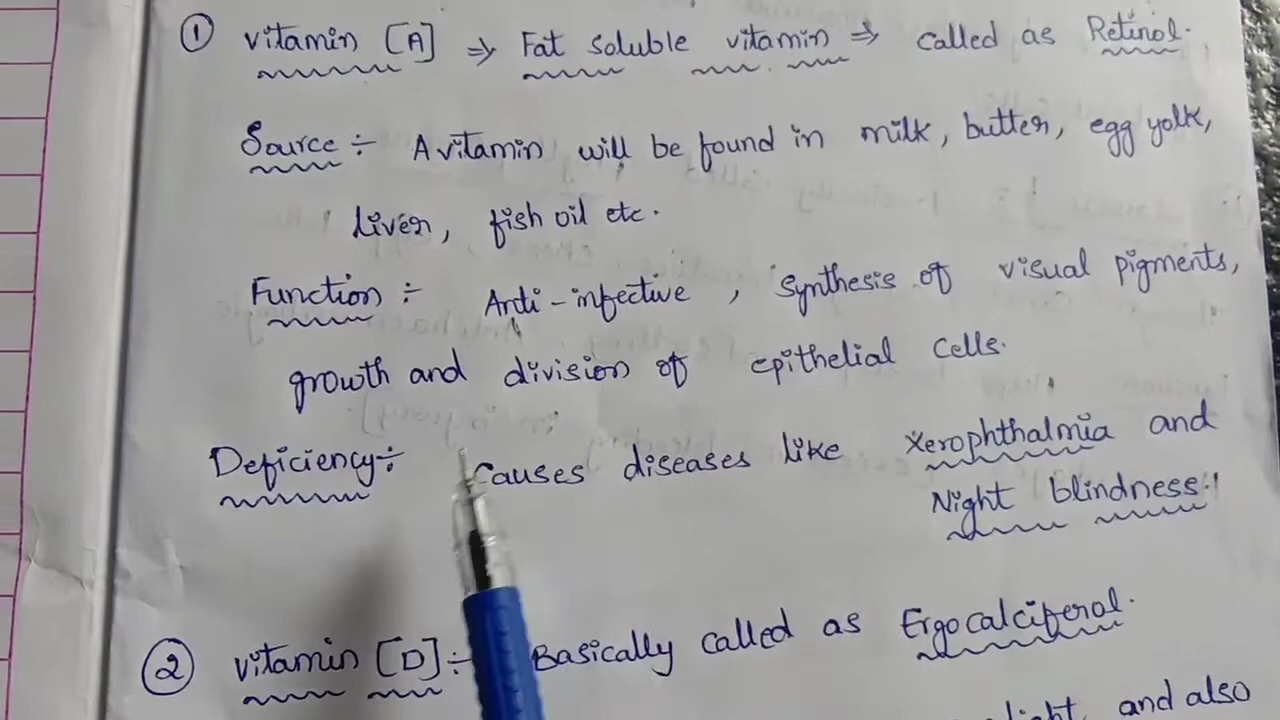 ① Vitamin [A] ⇒ Fat soluble vitamin ⇒ called as Retinol.
Source ÷ A vitamin will be found in milk, butter, egg yolk,
liver, fish oil etc.
Function ÷ Anti-infective, Synthesis of visual pigments,
growth and division of epithelial cells.
Deficiency ÷ Causes diseases like Xerophthalmia and
Night blindness.
② Vitamin [D] ÷ Basically called as Ergocalciferol.
and also